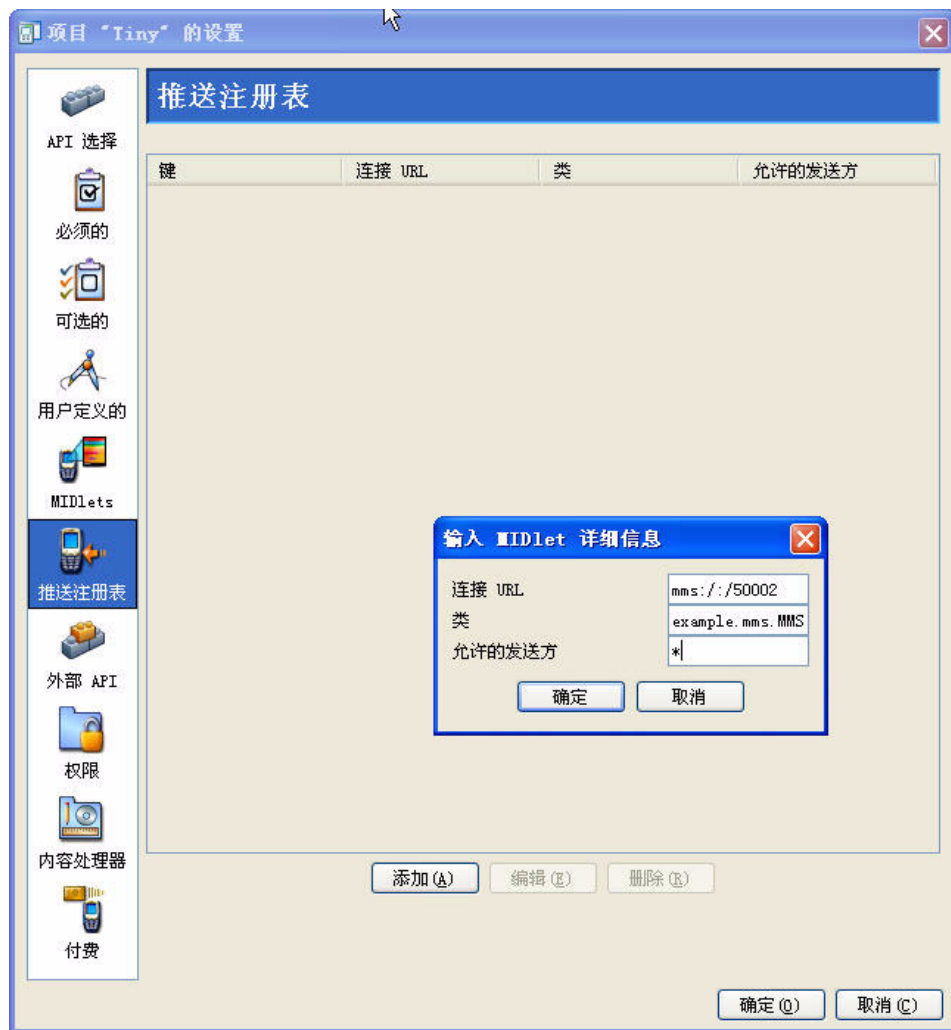 项目 "Tiny" 的设置
API 选择
必须的
可选的
用户定义的
MIDlets
推送注册表
外部 API
权限
内容处理器
付费
推送注册表
键 连接 URL 类 允许的发送方
输入 MIDlet 详细信息
连接 URL mms:/:/50002
类 example.mms.MMS
允许的发送方 *
确定 取消
添加(A) 编辑(E) 删除(R)
确定(O) 取消(C)